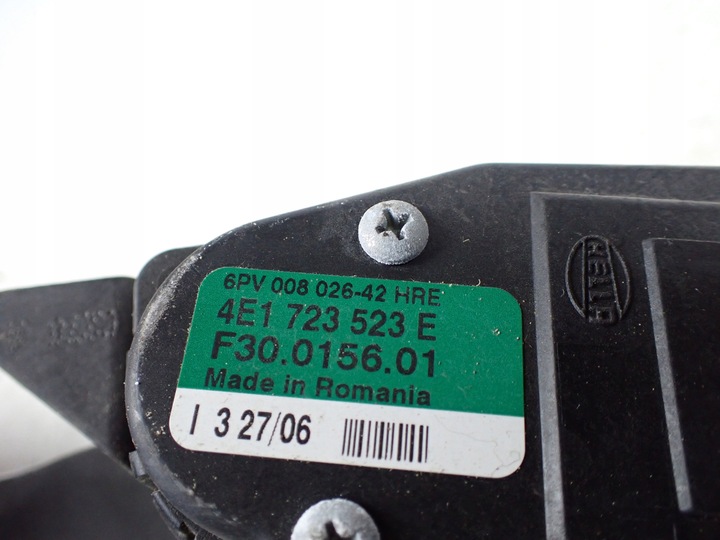 6PV 008 026-42 HRE
4E1 723 523 E
F30.0156.01
Made in Romania
I 3 27/06
HELLA